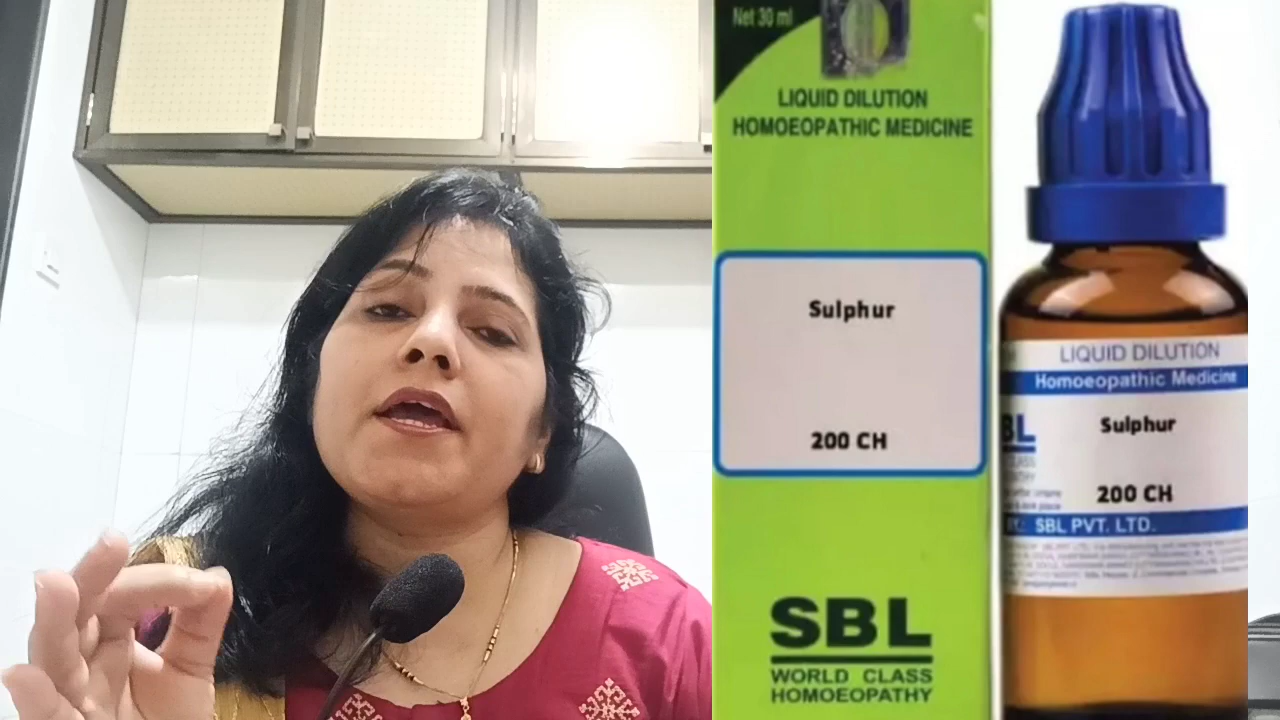 Net 30 ml
LIQUID DILUTION
HOMOEOPATHIC MEDICINE
Sulphur
200 CH
SBL
WORLD CLASS
HOMOEOPATHY
LIQUID DILUTION
Homoeopathic Medicine
BL
Sulphur
200 CH
SBL PVT. LTD.